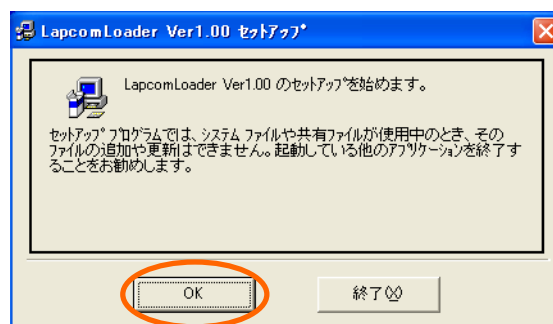 LapcomLoader Ver1.00 ｾｯﾄｱｯﾌﾟ
LapcomLoader Ver1.00 のｾｯﾄｱｯﾌﾟを始めます。
ｾｯﾄｱｯﾌﾟ ﾌﾟﾛｸﾞﾗﾑでは、ｼｽﾃﾑ ﾌｧｲﾙや共有ﾌｧｲﾙが使用中のとき、その
ﾌｧｲﾙの追加や更新はできません。起動している他のｱﾌﾟﾘｹｰｼｮﾝを終了す
ることをお勧めします。
OK
終了(X)